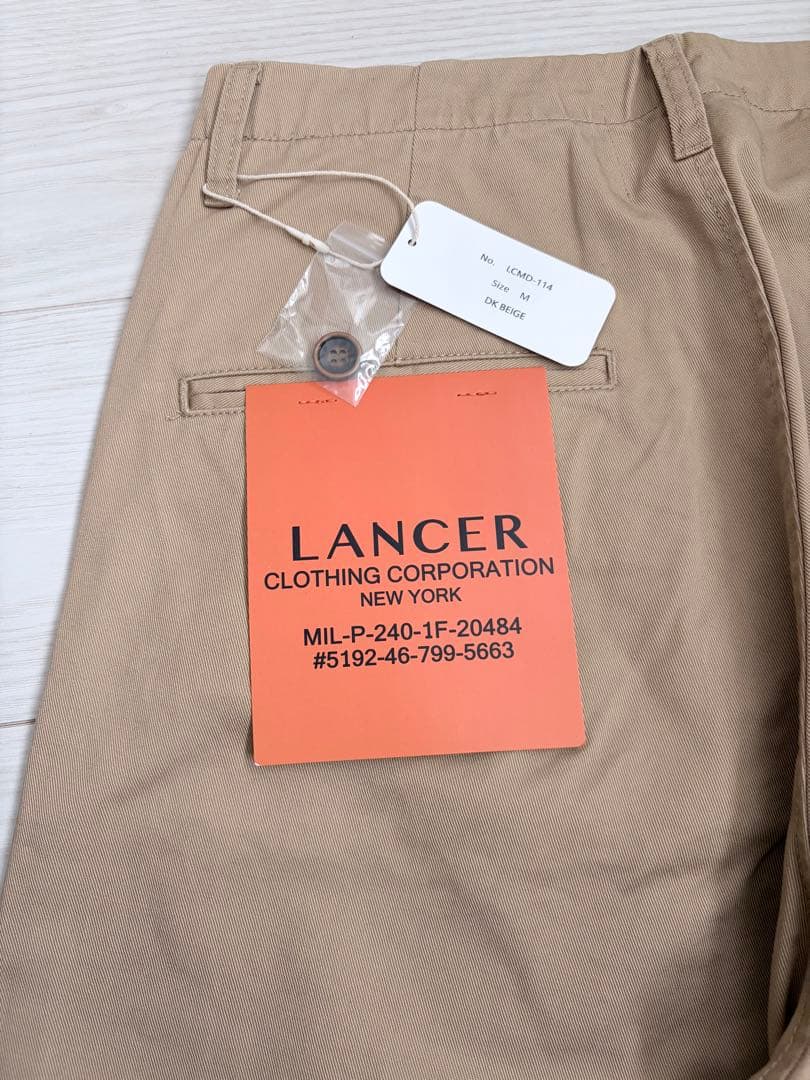 No. LCMD-114
Size M
DK BEIGE
LANCER
CLOTHING CORPORATION
NEW YORK
MIL-P-240-1F-20484
#5192-46-799-5663